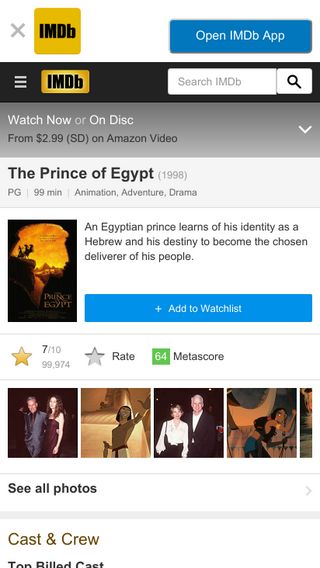 IMDb
Open IMDb App
IMDb
Search IMDb
Watch Now or On Disc
From $2.99 (SD) on Amazon Video
The Prince of Egypt (1998)
PG | 99 min | Animation, Adventure, Drama
An Egyptian prince learns of his identity as a
Hebrew and his destiny to become the chosen
deliverer of his people.
THE PRINCE OF EGYPT
+ Add to Watchlist
7/10
99,974
Rate
64 Metascore
See all photos
Cast & Crew
Top Billed Cast